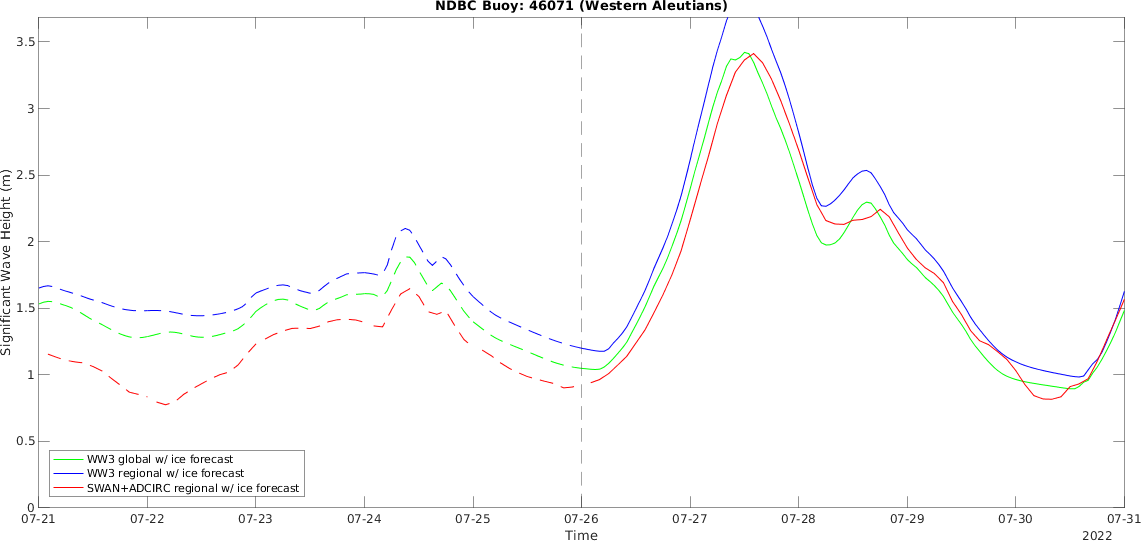 NDBC Buoy: 46071 (Western Aleutians)
3.5
3
2.5
2
1.5
1
0.5
0
Significant Wave Height (m)
WW3 global w/ ice forecast
WW3 regional w/ ice forecast
SWAN+ADCIRC regional w/ ice forecast
07-21 07-22 07-23 07-24 07-25 07-26 07-27 07-28 07-29 07-30 07-31
Time
2022